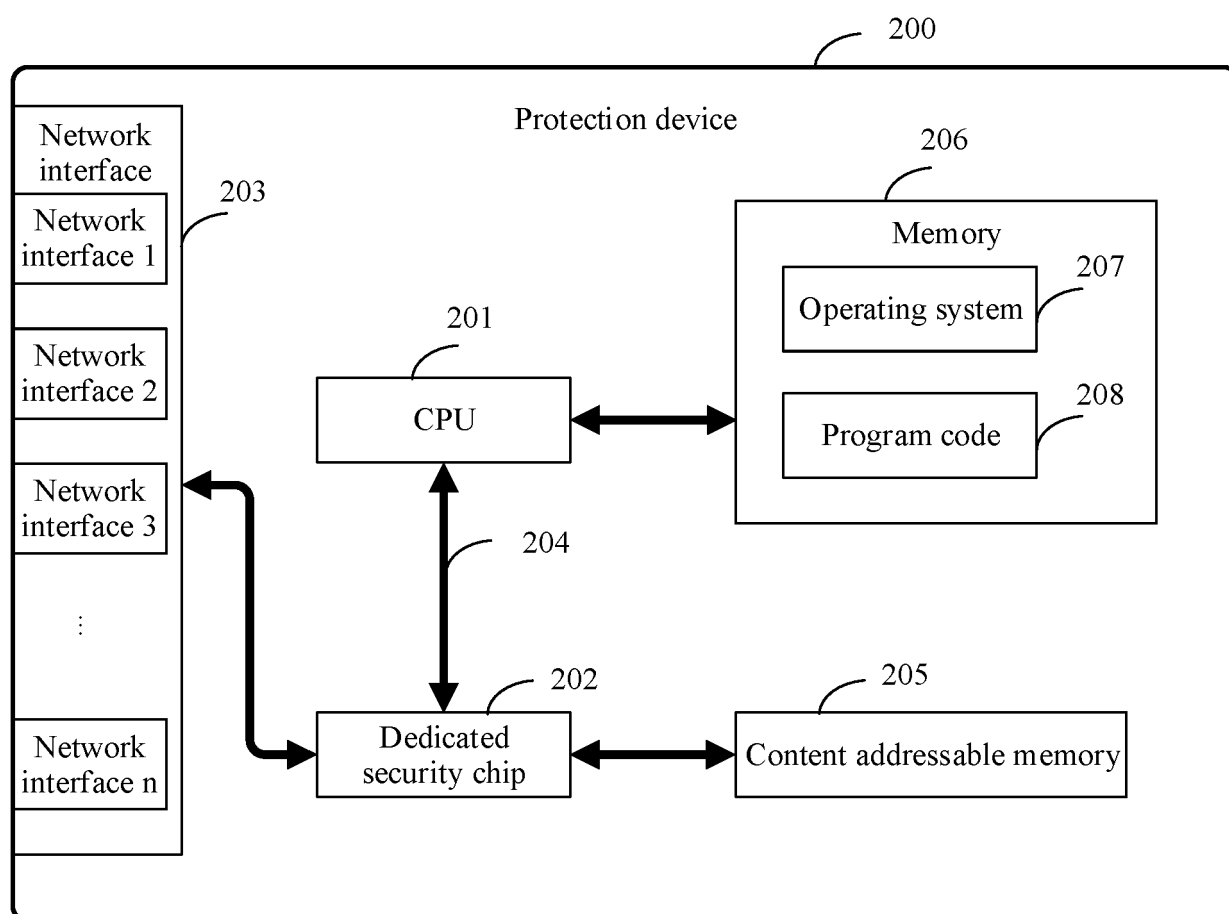 200
Protection device
Network
interface
203
Network
interface 1
Network
interface 2
Network
interface 3
⋮
Network
interface n
206
Memory
207
Operating system
208
Program code
201
CPU
204
202
Dedicated
security chip
205
Content addressable memory